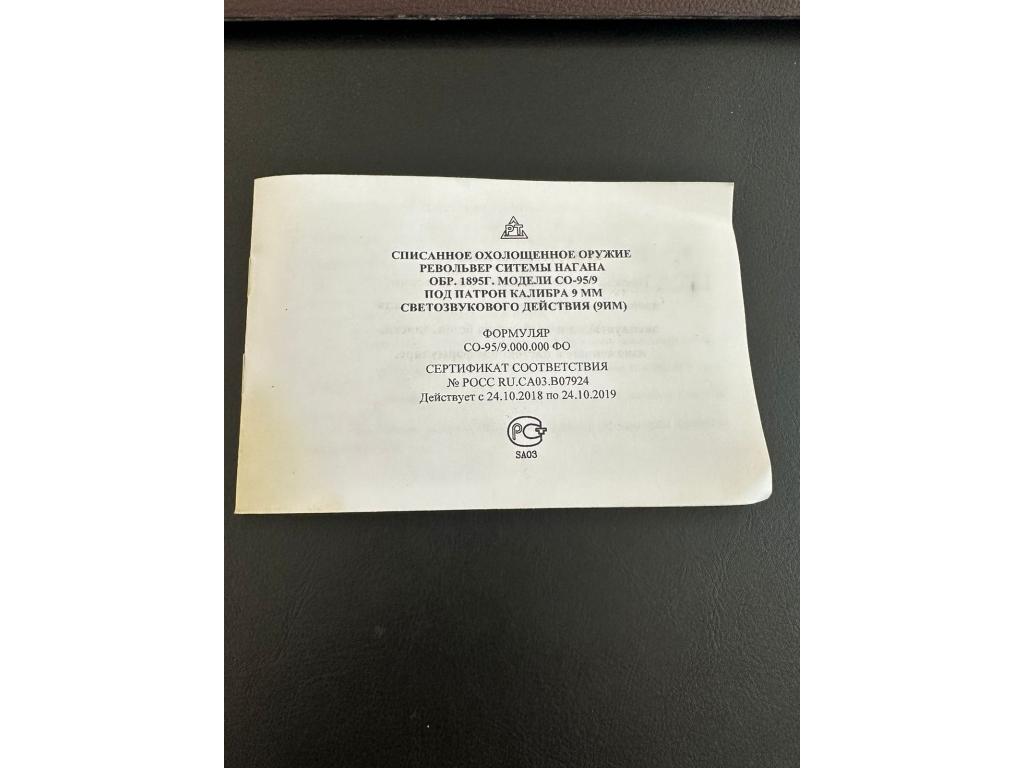 РТ
СПИСАННОЕ ОХОЛОЩЕННОЕ ОРУЖИЕ
РЕВОЛЬВЕР СИТЕМЫ НАГАНА
ОБР. 1895Г. МОДЕЛИ СО-95/9
ПОД ПАТРОН КАЛИБРА 9 ММ
СВЕТОЗВУКОВОГО ДЕЙСТВИЯ (9ИМ)
ФОРМУЛЯР
СО-95/9.000.000 ФО
СЕРТИФИКАТ СООТВЕТСТВИЯ
№ РОСС RU.СА03.В07924
Действует с 24.10.2018 по 24.10.2019
РСТ
SA03